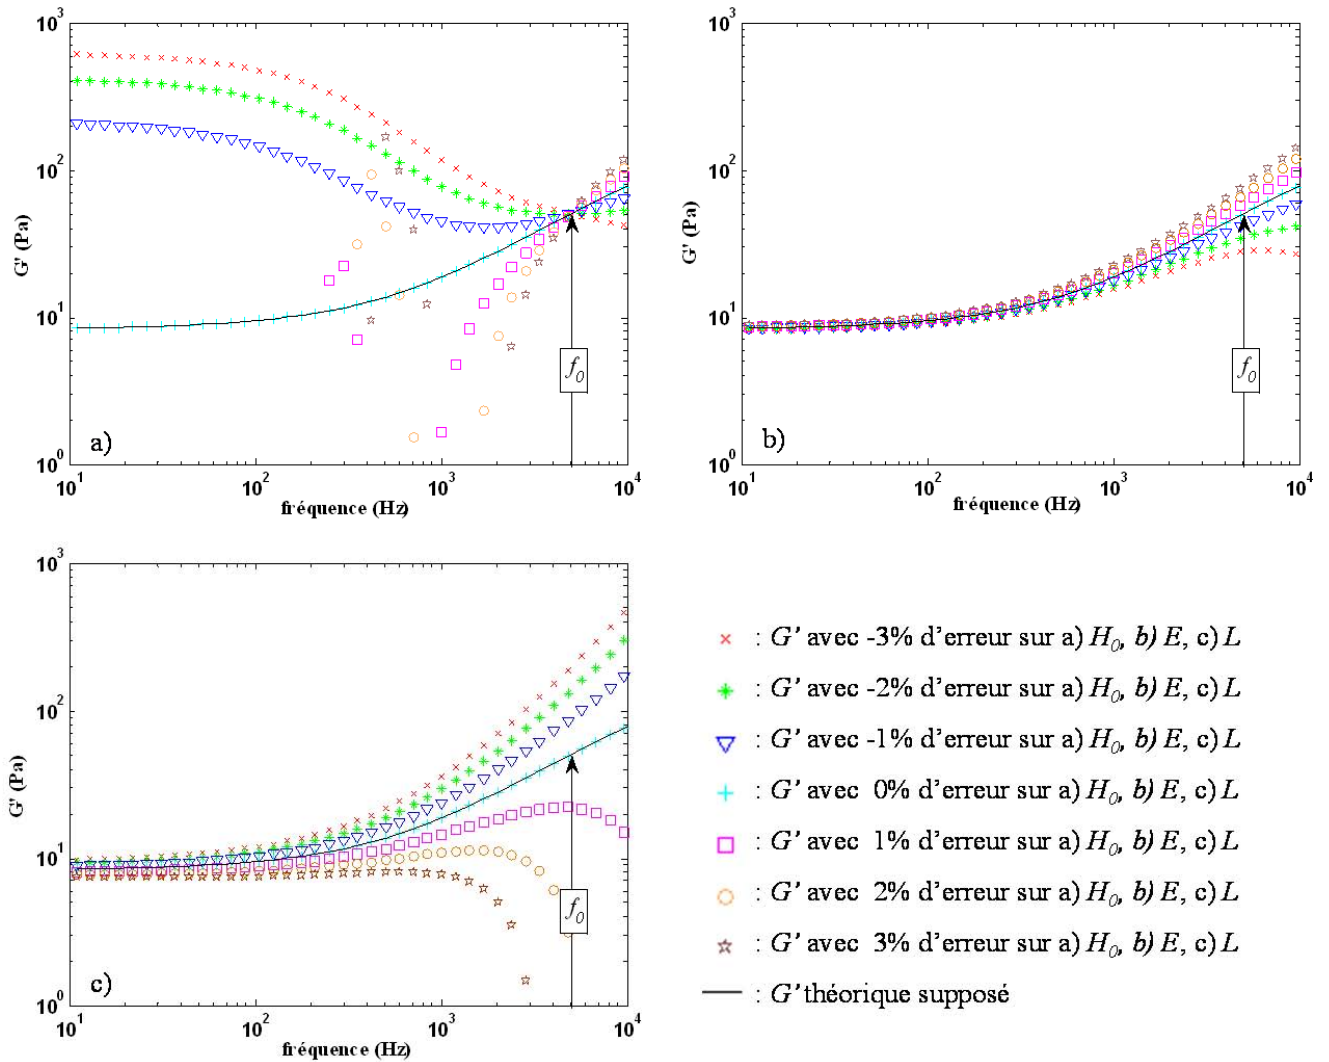 10³
10²
10¹
10⁰
G' (Pa)
a)
f₀
10¹ 10² 10³ 10⁴
fréquence (Hz)
10³
10²
10¹
10⁰
G' (Pa)
b)
f₀
10¹ 10² 10³ 10⁴
fréquence (Hz)
10³
10²
10¹
10⁰
G' (Pa)
c)
f₀
10¹ 10² 10³ 10⁴
fréquence (Hz)
: G' avec -3% d'erreur sur a) H₀, b) E, c) L
: G' avec -2% d'erreur sur a) H₀, b) E, c) L
: G' avec -1% d'erreur sur a) H₀, b) E, c) L
: G' avec 0% d'erreur sur a) H₀, b) E, c) L
: G' avec 1% d'erreur sur a) H₀, b) E, c) L
: G' avec 2% d'erreur sur a) H₀, b) E, c) L
: G' avec 3% d'erreur sur a) H₀, b) E, c) L
: G' théorique supposé